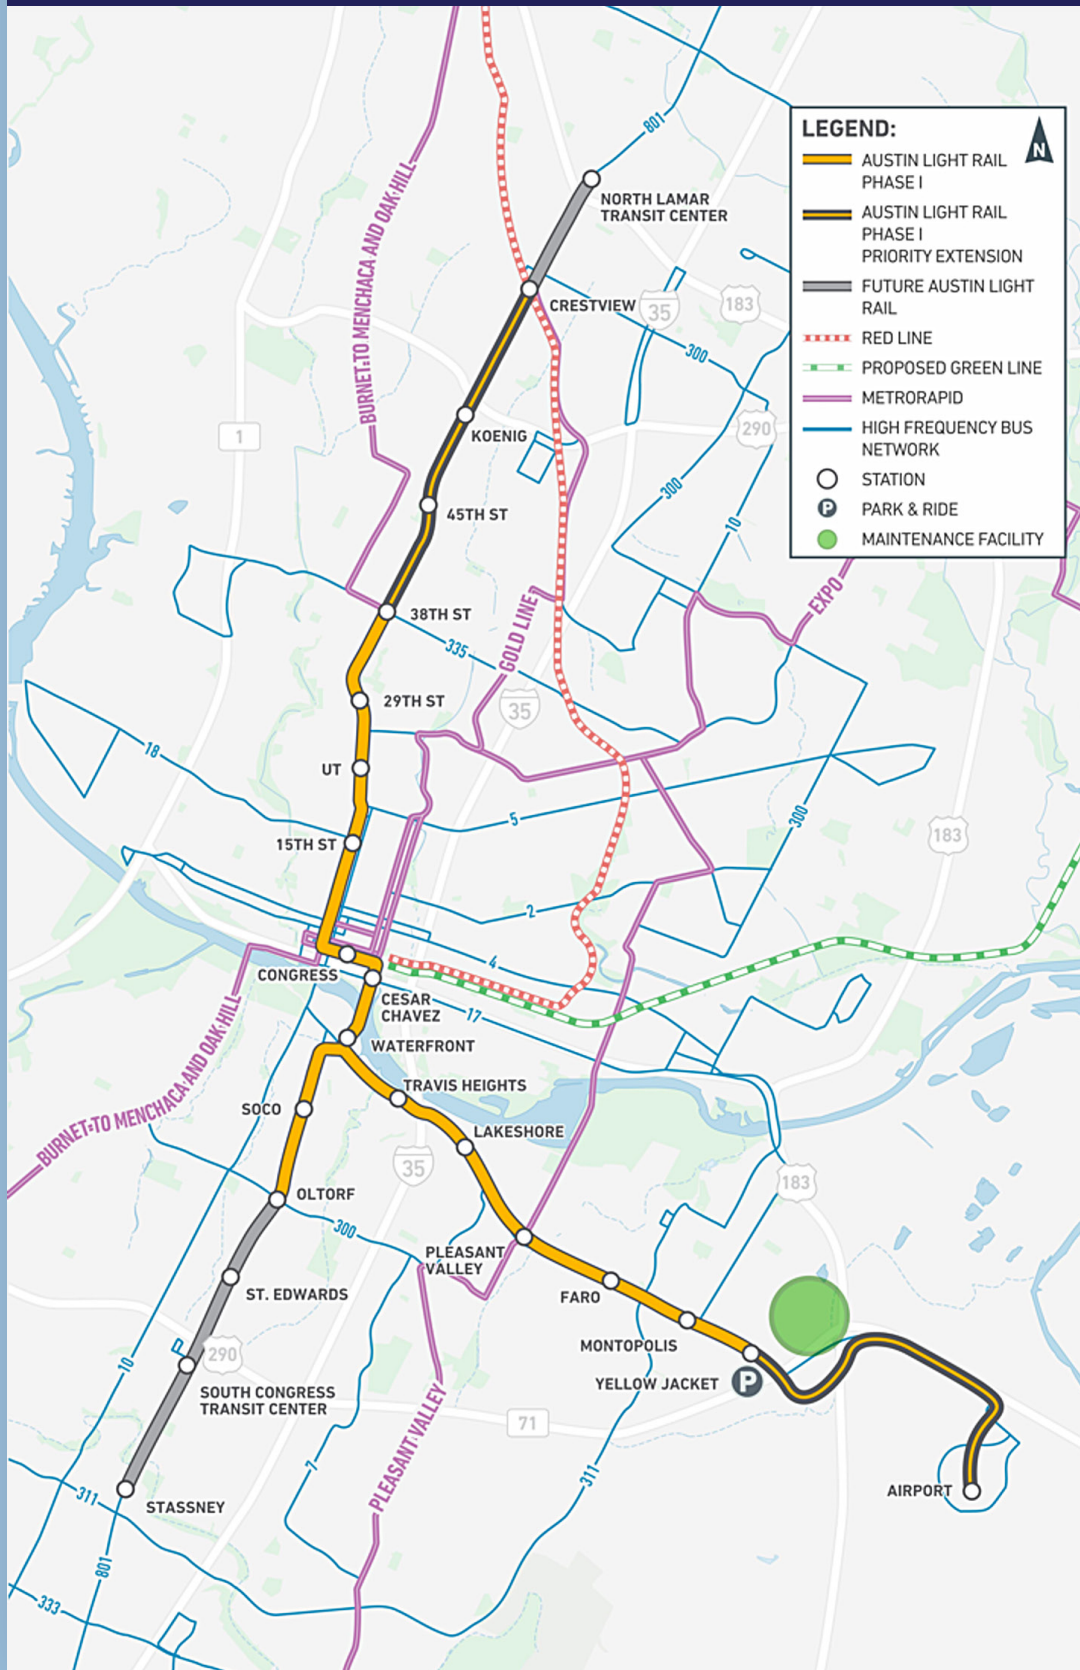 LEGEND:
N
AUSTIN LIGHT RAIL
PHASE I
AUSTIN LIGHT RAIL
PHASE I
PRIORITY EXTENSION
FUTURE AUSTIN LIGHT
RAIL
RED LINE
PROPOSED GREEN LINE
METRORAPID
HIGH FREQUENCY BUS
NETWORK
STATION
P
PARK & RIDE
MAINTENANCE FACILITY
801
NORTH LAMAR
TRANSIT CENTER
BURNET TO MENCHACA AND OAK HILL
CRESTVIEW
35
183
300
1
KOENIG
290
300
10
45TH ST
EXPO
38TH ST
GOLD LINE
335
29TH ST
35
18
UT
5
300
183
15TH ST
2
4
CONGRESS
CESAR
CHAVEZ
17
BURNET TO MENCHACA AND OAK HILL
WATERFRONT
TRAVIS HEIGHTS
SOCO
LAKESHORE
35
183
OLTORF
300
PLEASANT
VALLEY
ST. EDWARDS
FARO
MONTOPOLIS
10
290
YELLOW JACKET
P
SOUTH CONGRESS
TRANSIT CENTER
71
PLEASANT VALLEY
7
311
AIRPORT
311
STASSNEY
801
333